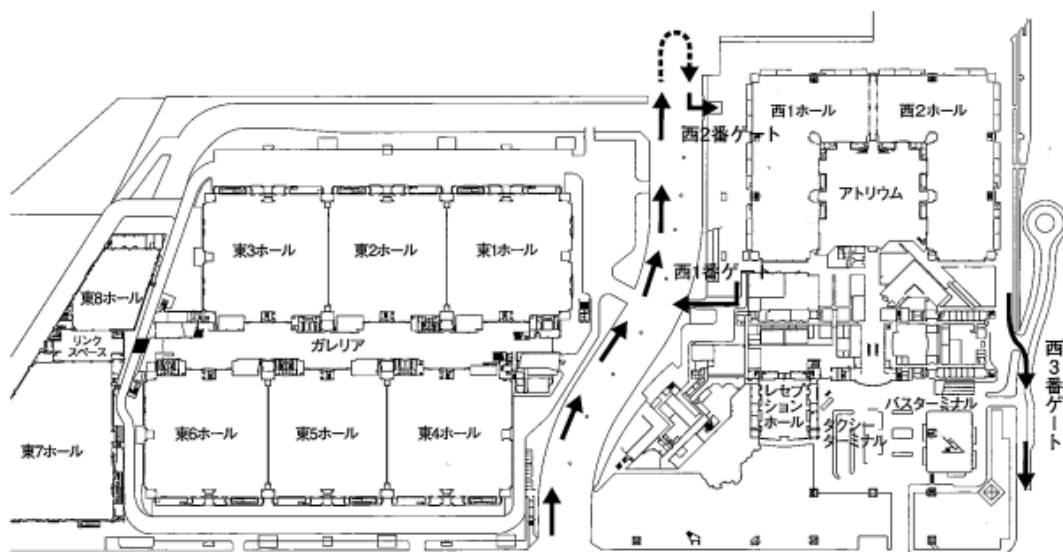 西1ホール
西2ホール
西2番ゲート
アトリウム
東3ホール
東2ホール
東1ホール
西1番ゲート
東8ホール
リンク
スペース
ガレリア
西3番ゲート
レセプ
ション
ホール
バスターミナル
タクシー
ターミナル
東7ホール
東6ホール
東5ホール
東4ホール